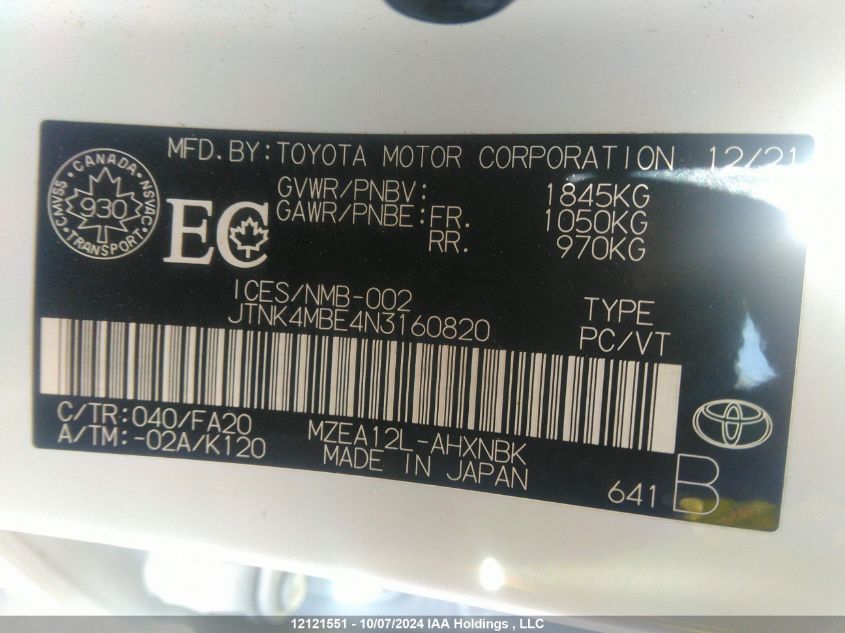 MFD.BY:TOYOTA MOTOR CORPORATION 12/21
GVWR/PNBV: 1845KG
GAWR/PNBE:FR. 1050KG
RR. 970KG
CANADA
CMVSS 930 NSVAC
TRANSPORT
EC
ICES/NMB-002
JTNK4MBE4N3160820
TYPE
PC/VT
C/TR:040/FA20
A/TM:-02A/K120
MZEA12L-AHXNBK
MADE IN JAPAN
641 B
12121551 - 10/07/2024 IAA Holdings , LLC